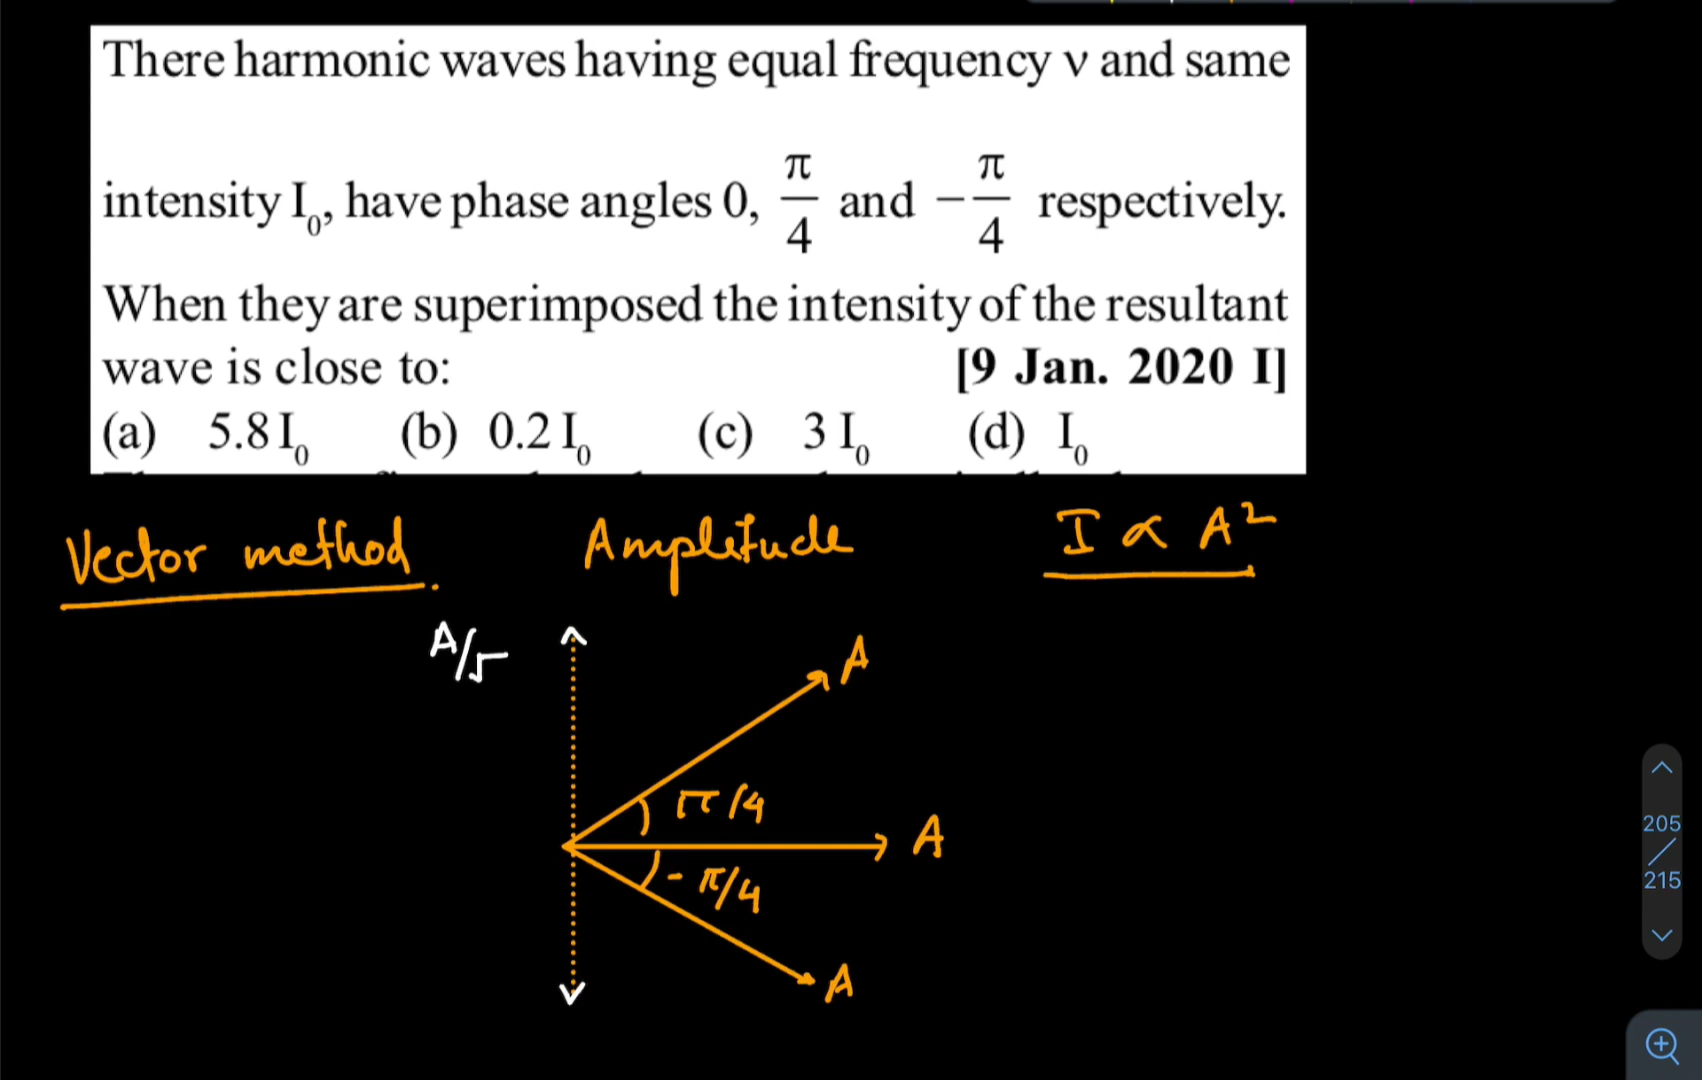 There harmonic waves having equal frequency ν and same
intensity I₀, have phase angles 0, π/4 and −π/4 respectively.
When they are superimposed the intensity of the resultant
wave is close to: [9 Jan. 2020 I]
(a) 5.8 I₀ (b) 0.2 I₀ (c) 3 I₀ (d) I₀
Vector method Amplitude I ∝ A²
A/√
A
π/4
A
-π/4
A
205
/
215